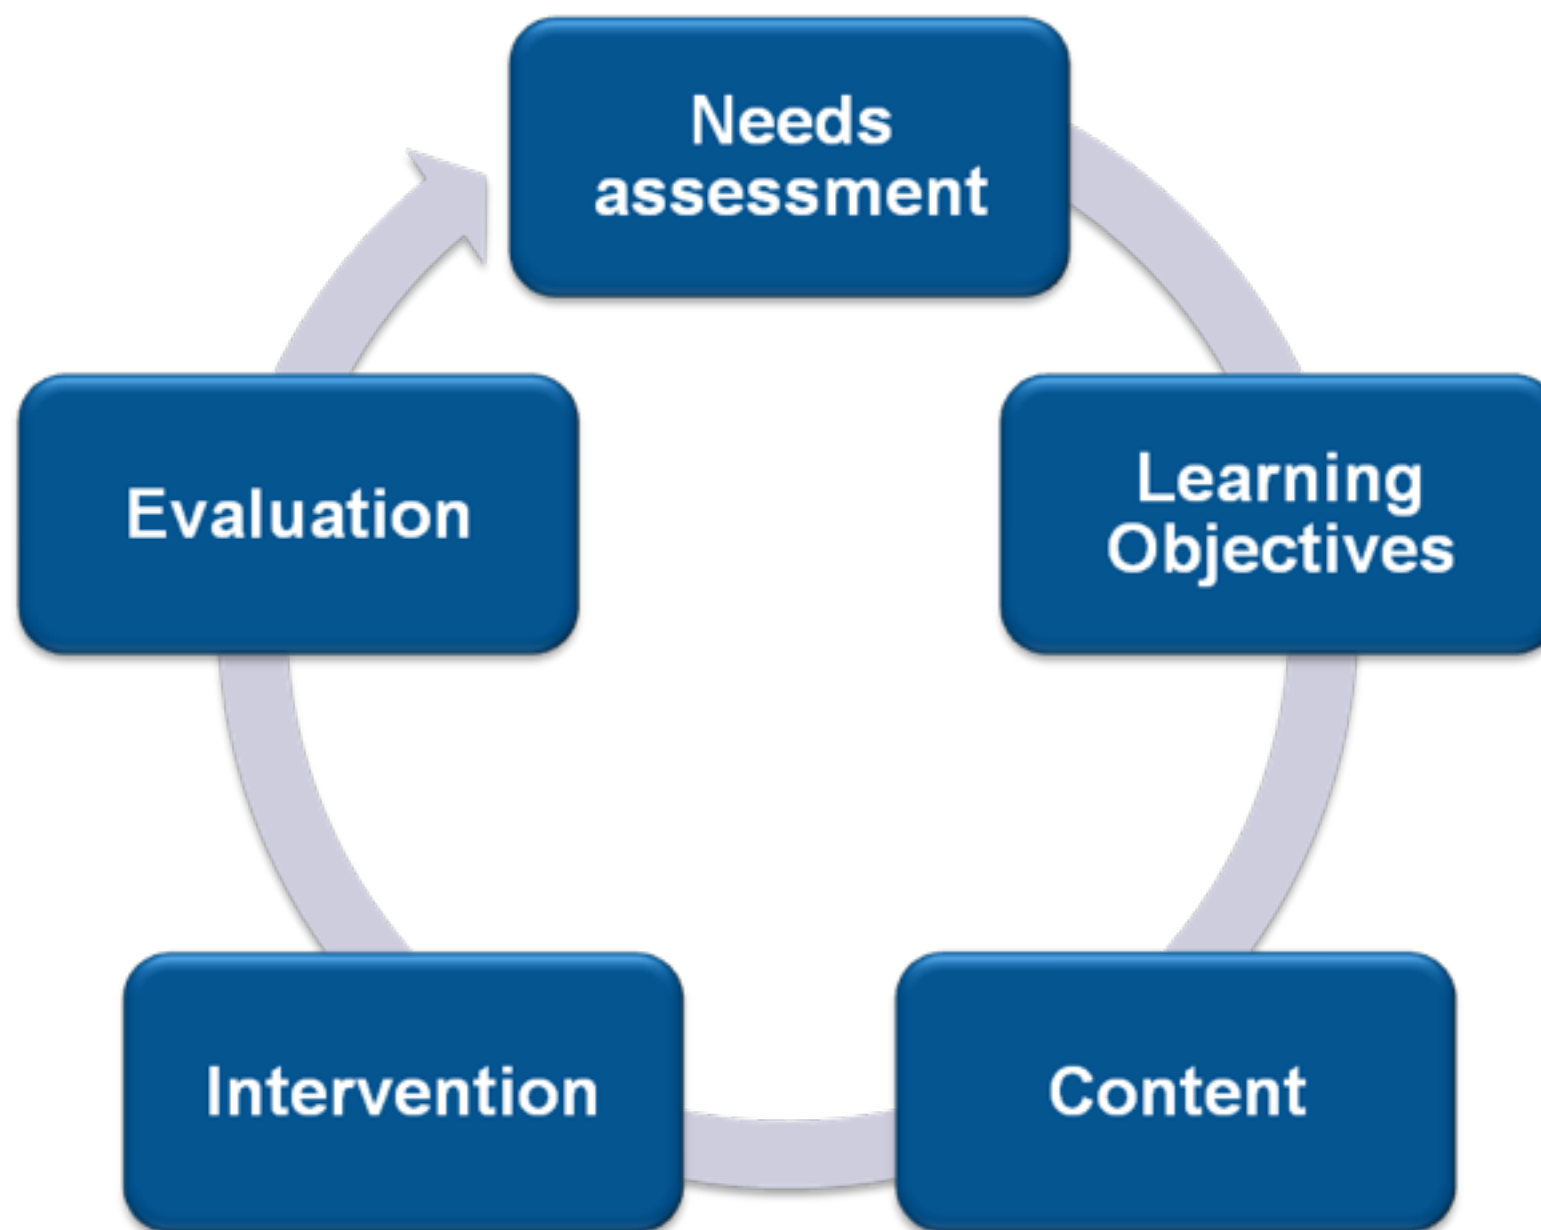 Needs
assessment
Learning
Objectives
Content
Intervention
Evaluation